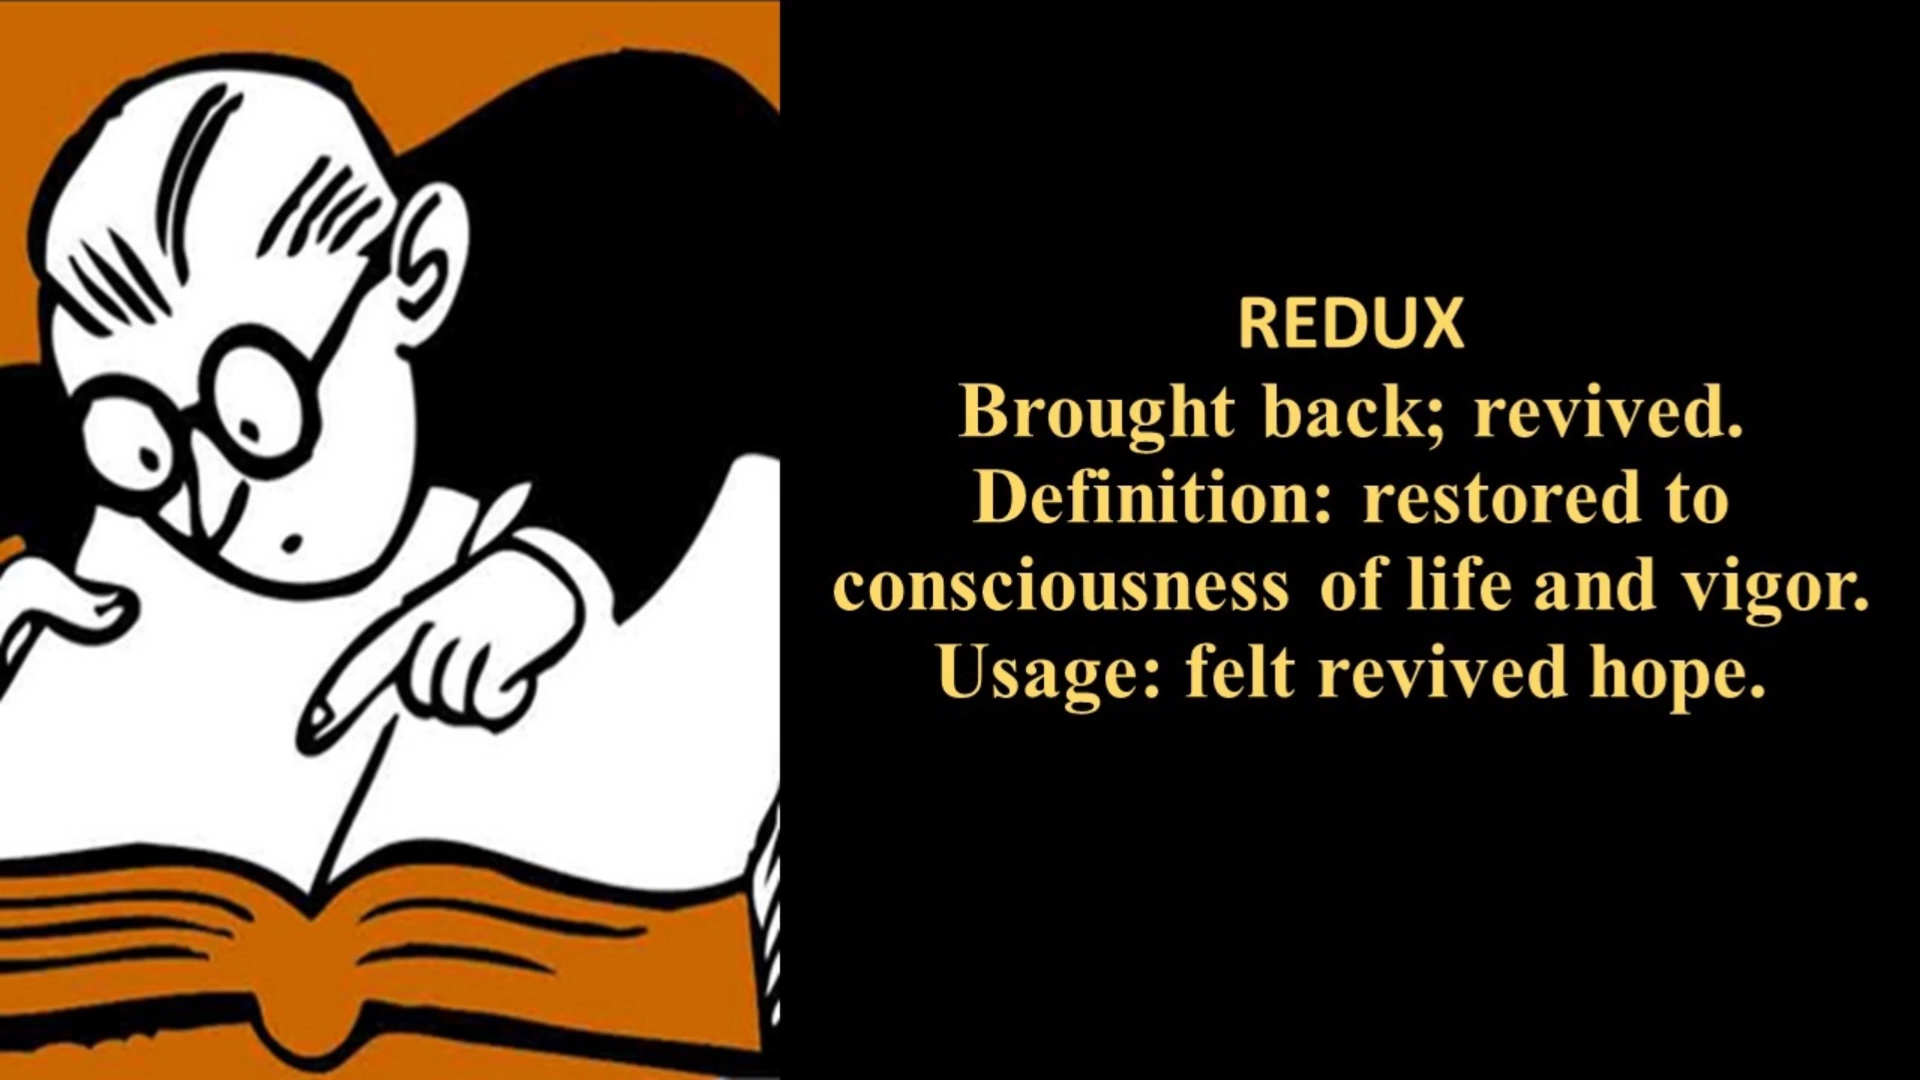 REDUX
Brought back; revived.
Definition: restored to
consciousness of life and vigor.
Usage: felt revived hope.